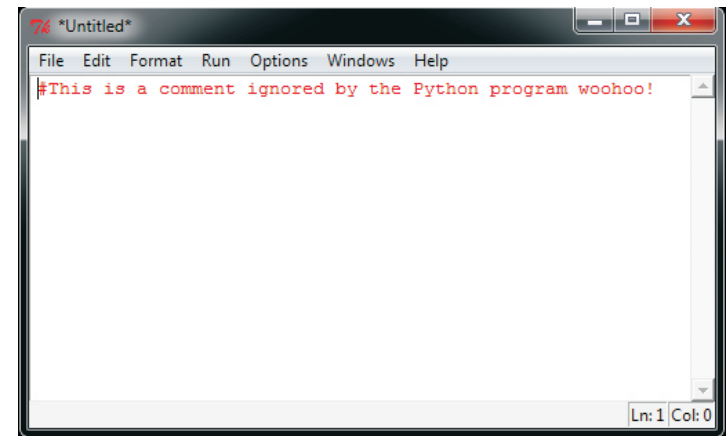 *Untitled*
File Edit Format Run Options Windows Help
#This is a comment ignored by the Python program woohoo!
Ln: 1 Col: 0